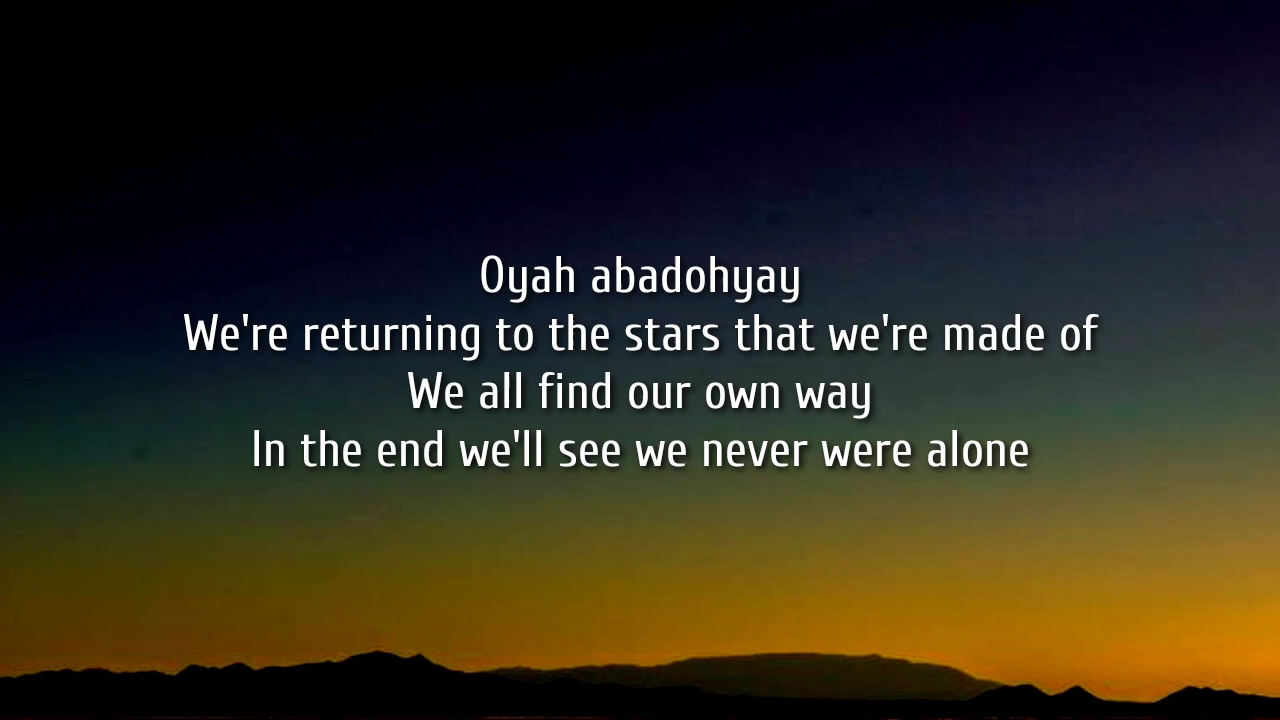 Oyah abadohyay
We're returning to the stars that we're made of
We all find our own way
In the end we'll see we never were alone